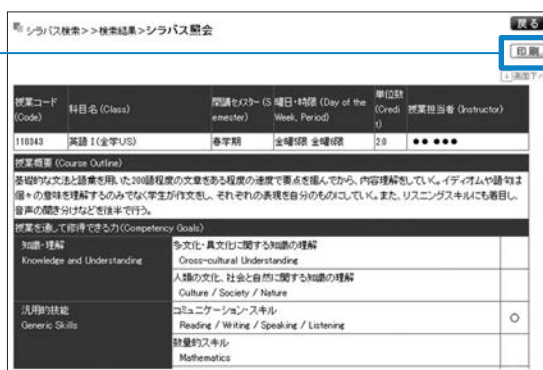 シラバス検索>>検索結果>シラバス照会
戻る
印刷
↓画面下へ
授業コード (Code)
科目名 (Class)
開講セメスター (Semester)
曜日・時限 (Day of the Week, Period)
単位数 (Credit)
授業担当者 (Instructor)
110343 英語Ⅰ(全学US) 春学期 金曜5限 金曜6限 2.0 ●● ●●●
授業概要 (Course Outline)
基礎的な文法と語彙を用いた200語程度の文章をある程度の速度で要点を掴んでから、内容理解をしていく。イディオムや語句は
個々の意味を理解するのみでなく学生が作文をし、それぞれの表現を自分のものにしていく。また、リスニングスキルにも着目し、
音声の聞き分けなどを後半で行う。
授業を通して修得できる力(Competency Goals)
知識・理解
Knowledge and Understanding
多文化・異文化に関する知識の理解
Cross-cultural Understanding
人類の文化、社会と自然に関する知識の理解
Culture / Society / Nature
汎用的技能
Generic Skills
コミュニケーション・スキル
Reading / Writing / Speaking / Listening
○
数量的スキル
Mathematics